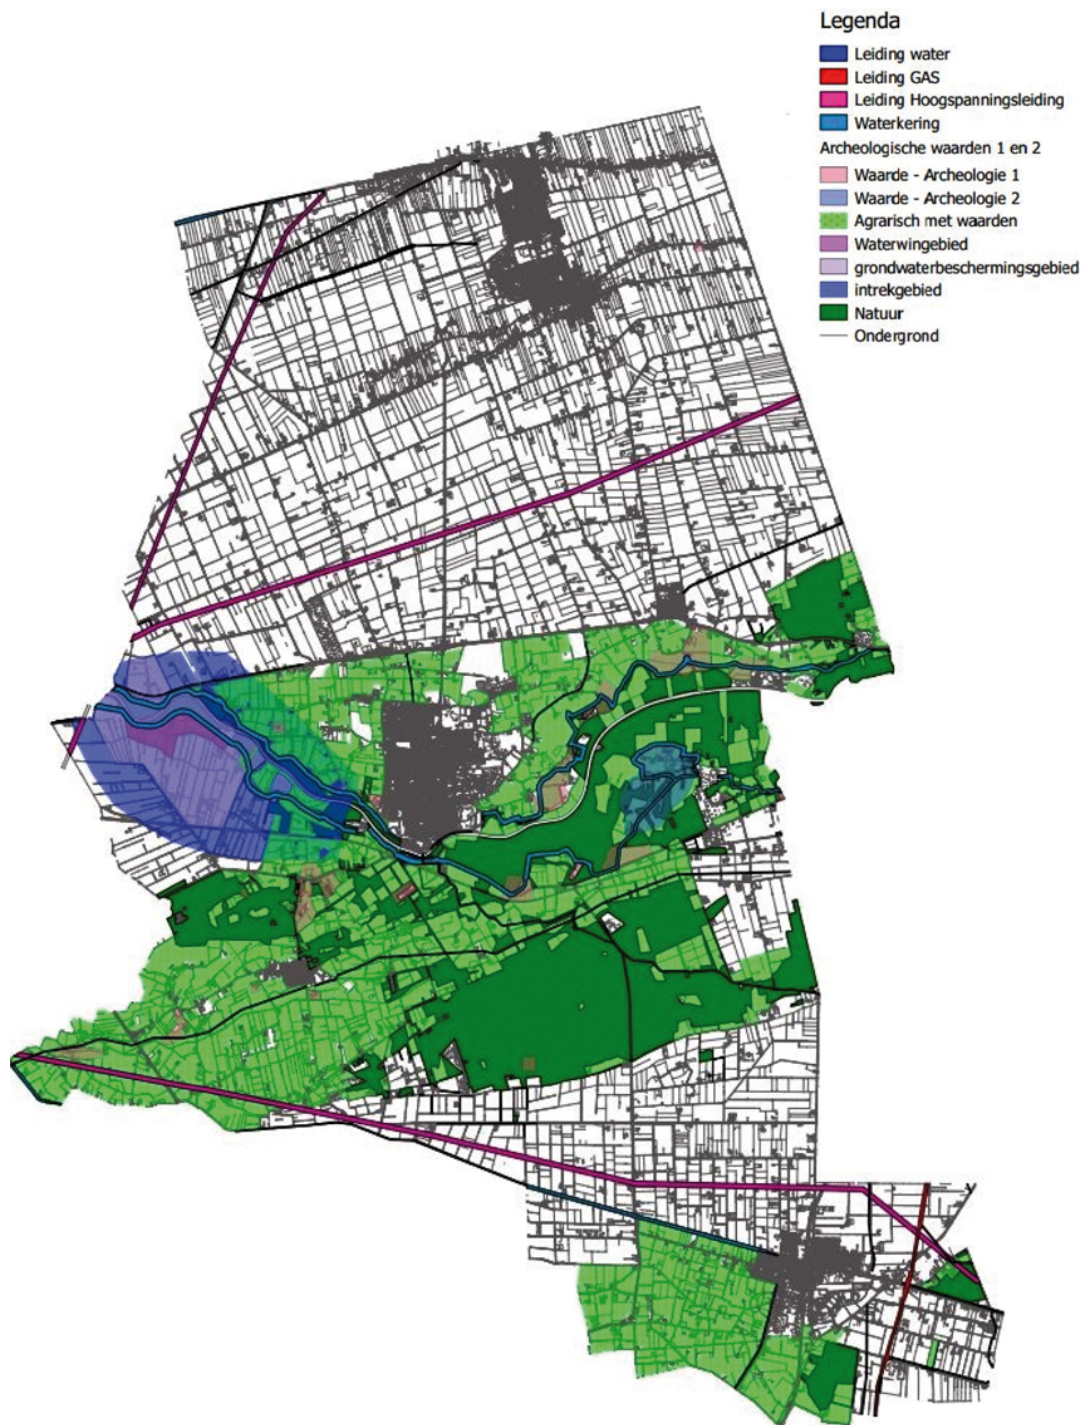 Legenda
Leiding water
Leiding GAS
Leiding Hoogspanningsleiding
Waterkering
Archeologische waarden 1 en 2
Waarde - Archeologie 1
Waarde - Archeologie 2
Agrarisch met waarden
Waterwingebied
grondwaterbeschermingsgebied
intrekgebied
Natuur
Ondergrond